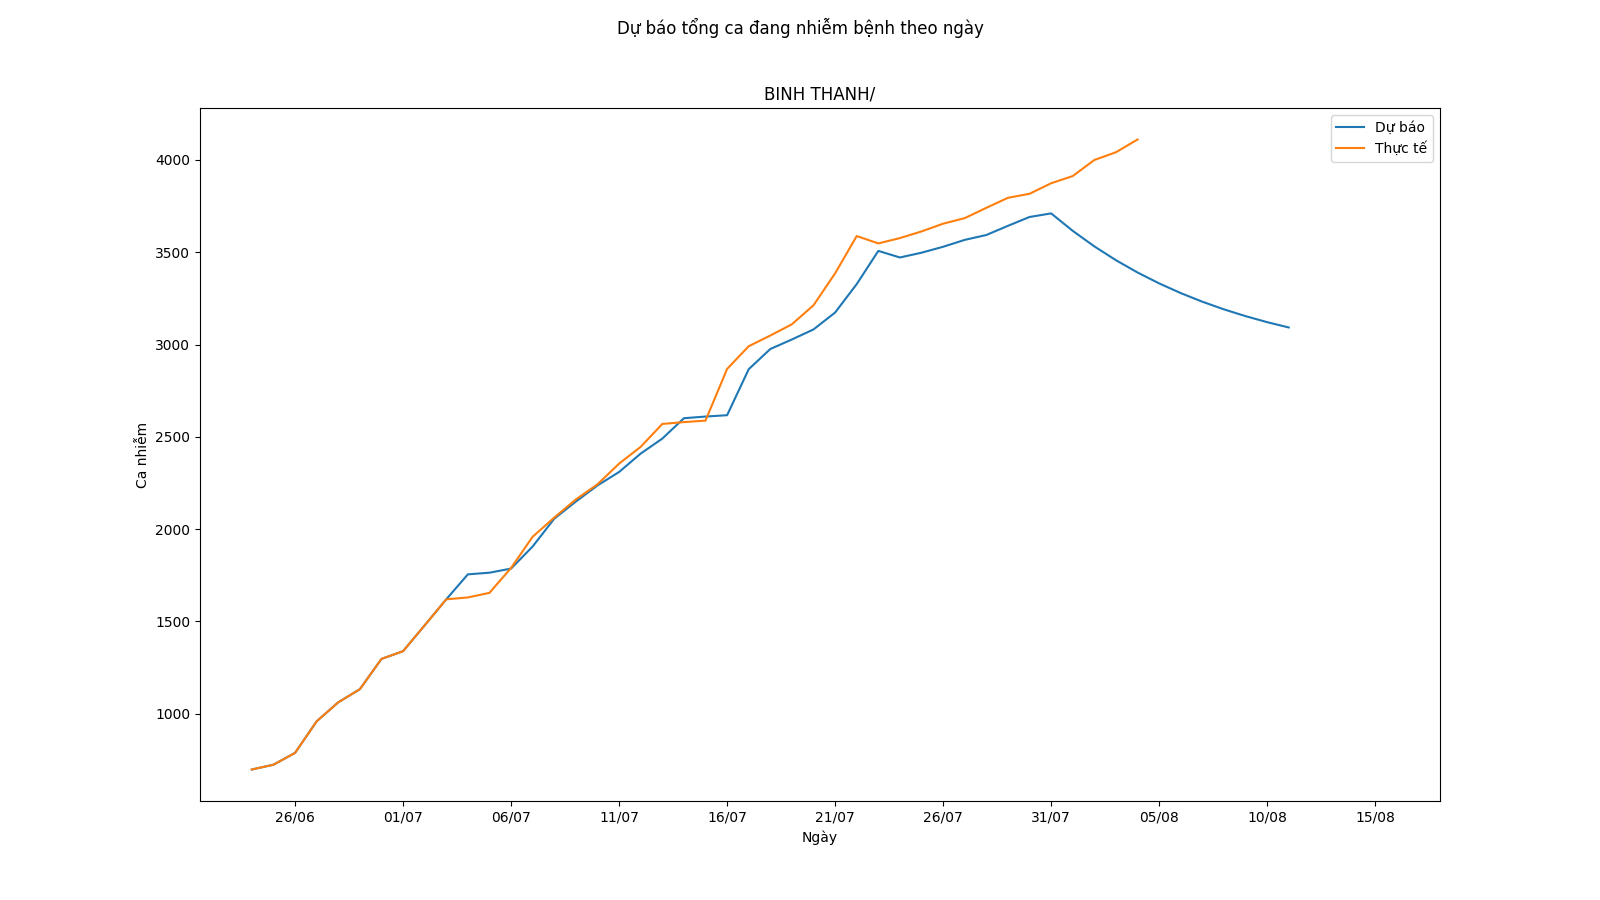 Dự báo tổng ca đang nhiễm bệnh theo ngày
BINH THANH/
Dự báo
Thực tế
4000
3500
3000
2500
2000
1500
1000
Ca nhiễm
26/06 01/07 06/07 11/07 16/07 21/07 26/07 31/07 05/08 10/08 15/08
Ngày